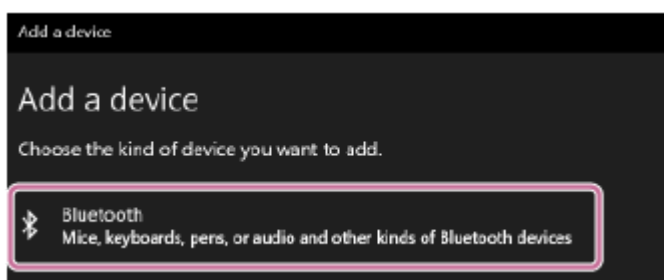 Add a device
Add a device
Choose the kind of device you want to add.
Bluetooth
Mice, keyboards, pens, or audio and other kinds of Bluetooth devices